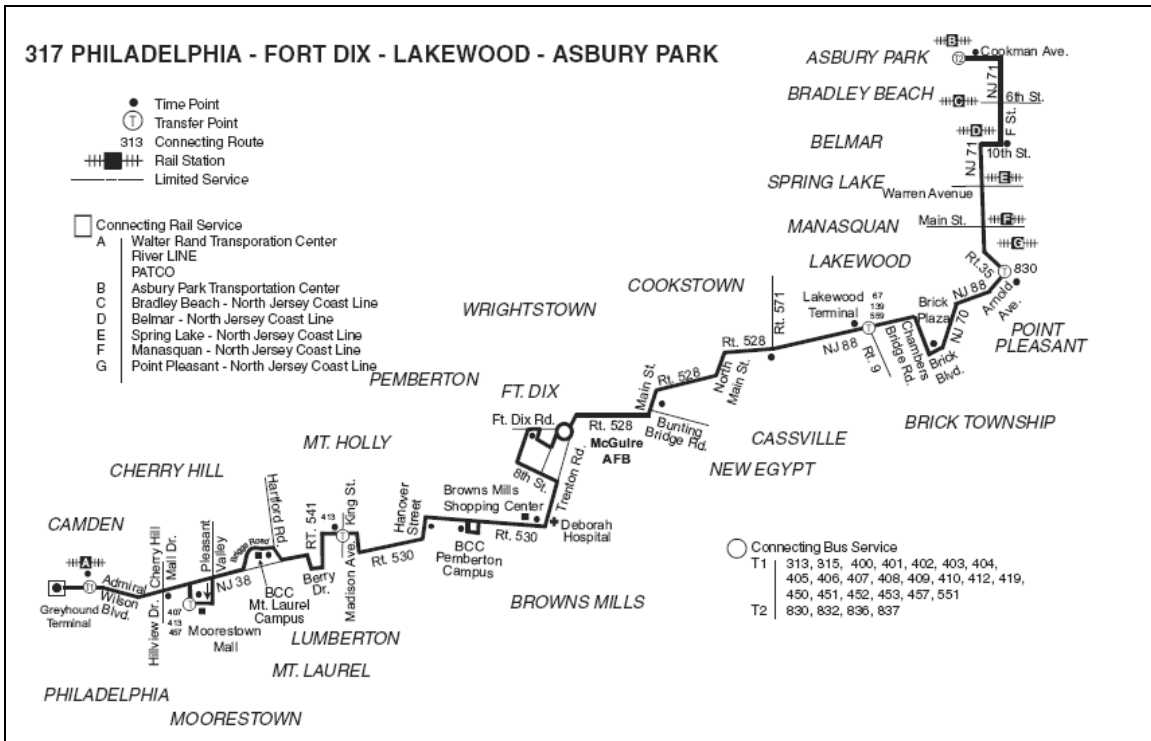 317 PHILADELPHIA - FORT DIX - LAKEWOOD - ASBURY PARK
Time Point
T Transfer Point
313 Connecting Route
Rail Station
Limited Service
Connecting Rail Service
A Walter Rand Transporation Center
River LINE
PATCO
B Asbury Park Transportation Center
C Bradley Beach - North Jersey Coast Line
D Belmar - North Jersey Coast Line
E Spring Lake - North Jersey Coast Line
F Manasquan - North Jersey Coast Line
G Point Pleasant - North Jersey Coast Line
ASBURY PARK
B
T2
Cookman Ave.
NJ 71
BRADLEY BEACH
C
6th St.
F St.
BELMAR
D
10th St.
NJ 71
SPRING LAKE
E
Warren Avenue
MANASQUAN
Main St.
F
G
LAKEWOOD
Rt.35
T
830
NJ 88
Arnold
Ave.
POINT
PLEASANT
COOKSTOWN
Rt. 571
Lakewood
Terminal
67
139
559
T
Brick
Plaza
NJ 70
NJ 88
Rt. 9
Chambers
Bridge Rd.
Brick
Blvd.
BRICK TOWNSHIP
WRIGHTSTOWN
Rt. 528
North
Main St.
Rt. 528
Main St.
Bunting
Bridge Rd.
CASSVILLE
NEW EGYPT
PEMBERTON
FT. DIX
Ft. Dix Rd.
Rt. 528
McGuire
AFB
8th St.
Trenton Rd.
MT. HOLLY
Browns Mills
Shopping Center
Deborah
Hospital
Rt. 530
BCC
Pemberton
Campus
BROWNS MILLS
Hanover
Street
Rt. 530
CHERRY HILL
Hartford Rd.
RT. 541
413
King St.
T
Madison Ave.
Berry
Dr.
LUMBERTON
CAMDEN
A
T1
Greyhound
Terminal
Admiral
Wilson
Blvd.
Cherry Hill
Mall Dr.
Hillview Dr.
Pleasant
Valley
NJ 38
Briggs Road
BCC
Mt. Laurel
Campus
407
413
457
T
Moorestown
Mall
MT. LAUREL
PHILADELPHIA
MOORESTOWN
Connecting Bus Service
T1 313, 315, 400, 401, 402, 403, 404,
405, 406, 407, 408, 409, 410, 412, 419,
450, 451, 452, 453, 457, 551
T2 830, 832, 836, 837